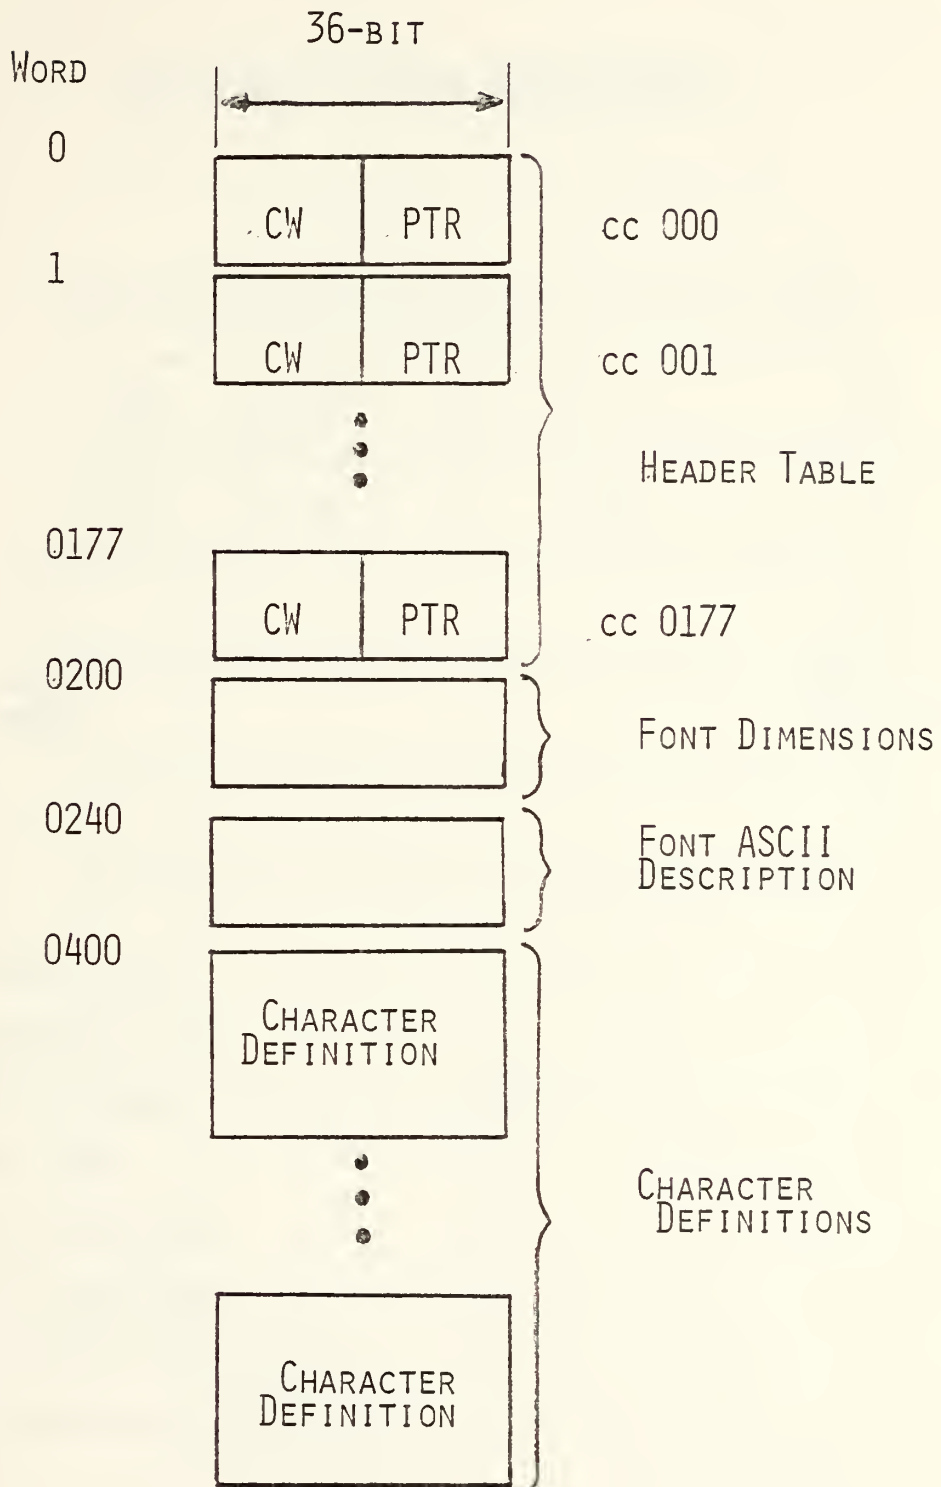 36-BIT
WORD
0
CW PTR cc 000
1
CW PTR cc 001
HEADER TABLE
0177
CW PTR cc 0177
0200
FONT DIMENSIONS
0240
FONT ASCII
DESCRIPTION
0400
CHARACTER
DEFINITION
CHARACTER
DEFINITIONS
CHARACTER
DEFINITION